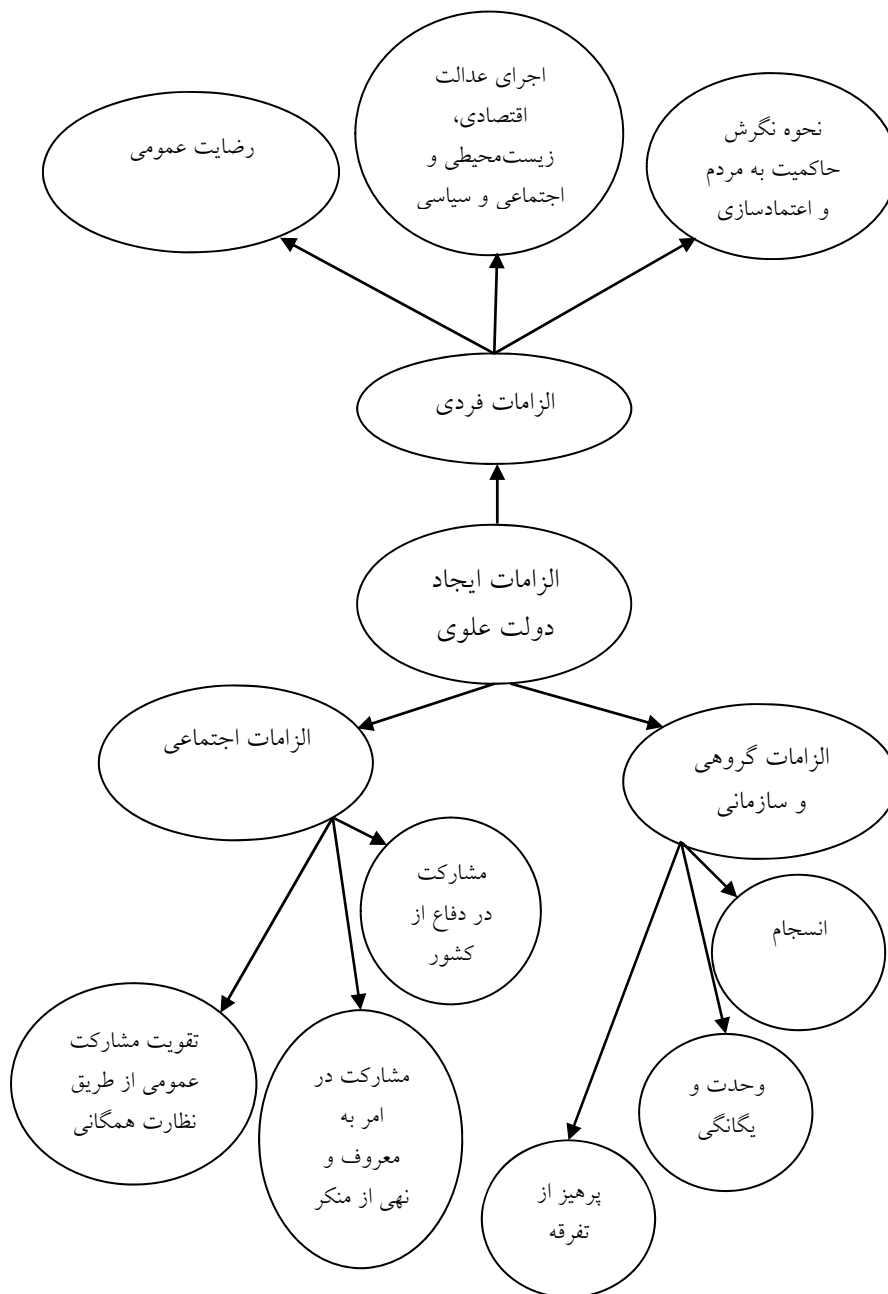 نحوه نگرش
حاکمیت به مردم
و اعتمادسازی
اجرای عدالت
اقتصادی،
زیست‌محیطی و
اجتماعی و سیاسی
رضایت عمومی
الزامات فردی
الزامات ایجاد
دولت علوی
الزامات گروهی
و سازمانی
الزامات اجتماعی
انسجام
وحدت و
یگانگی
پرهیز از
تفرقه
مشارکت
در دفاع از
کشور
مشارکت در
امر به
معروف و
نهی از منکر
تقویت مشارکت
عمومی از طریق
نظارت همگانی